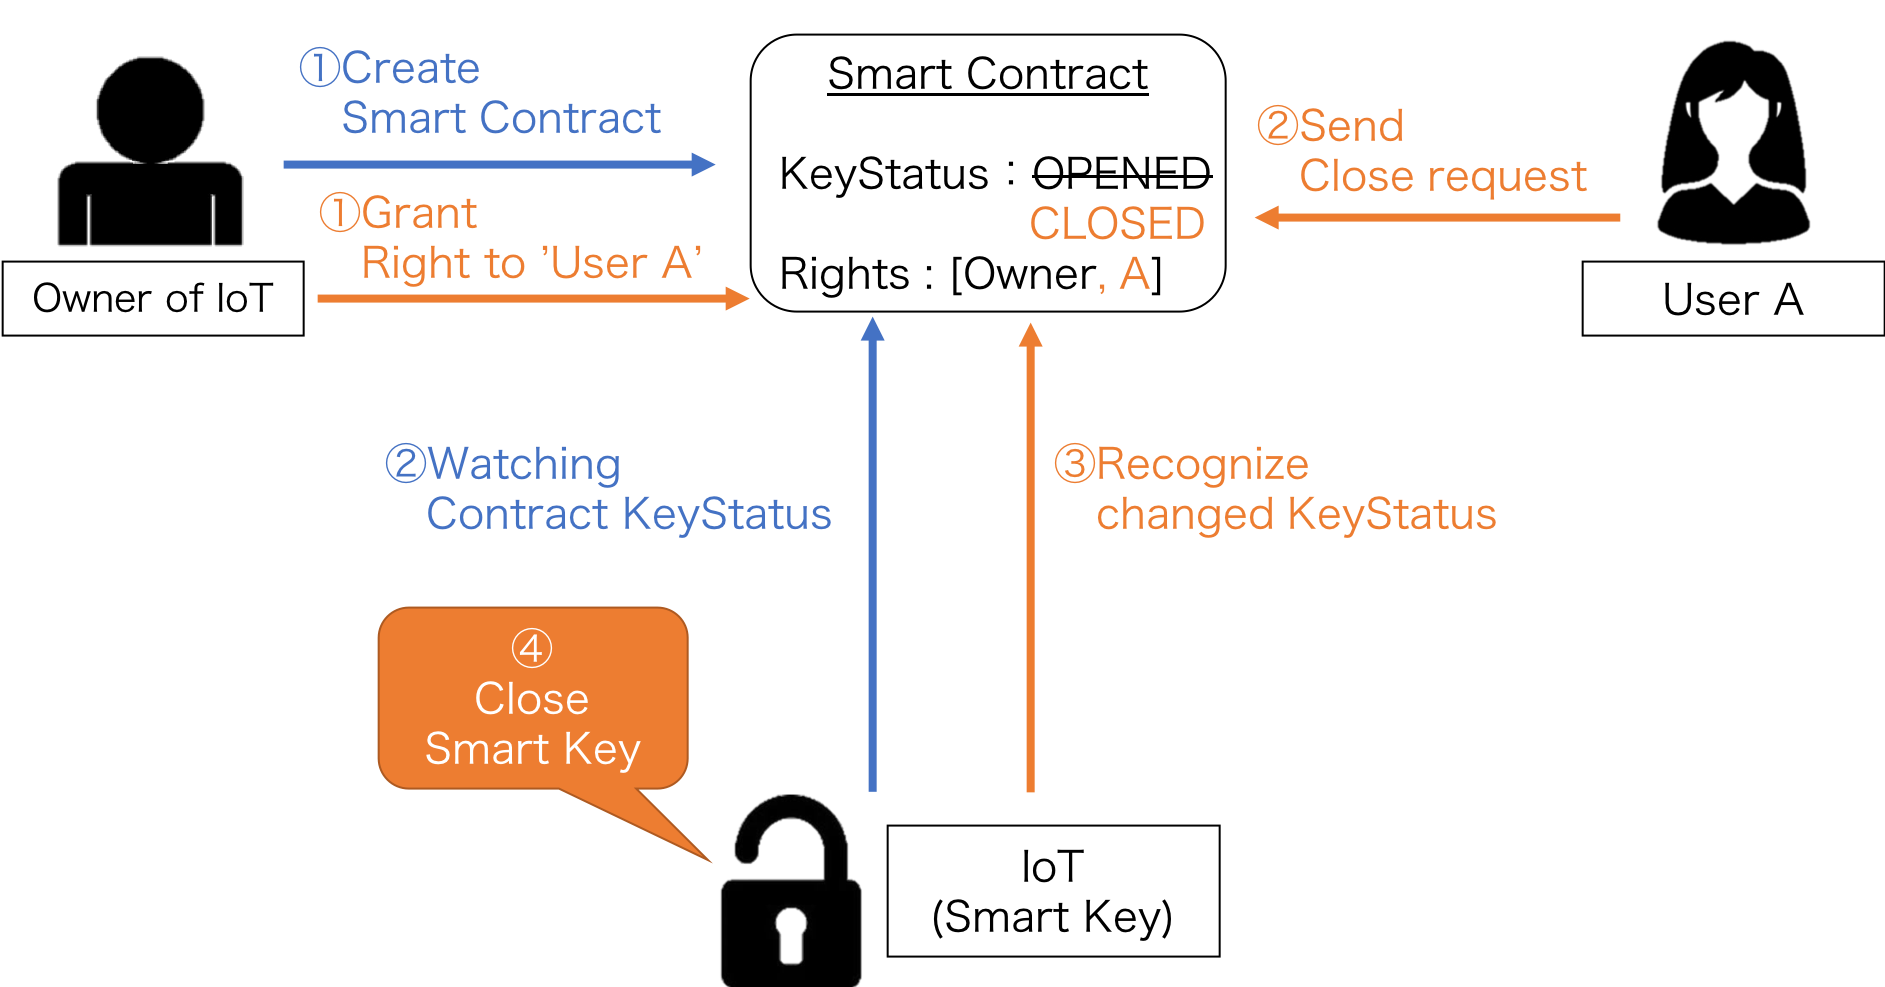 ①Create
Smart Contract
①Grant
Right to ’User A’
Owner of IoT
Smart Contract
KeyStatus：OPENED
CLOSED
Rights : [Owner, A]
②Send
Close request
User A
②Watching
Contract KeyStatus
③Recognize
changed KeyStatus
④
Close
Smart Key
IoT
(Smart Key)